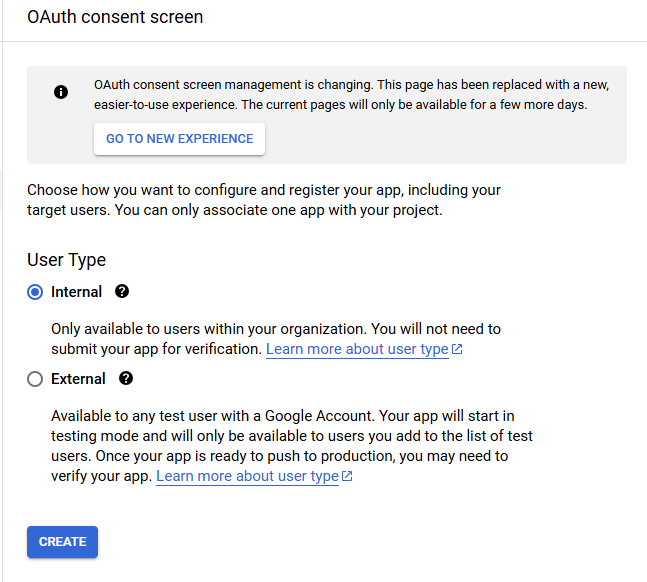 OAuth consent screen
OAuth consent screen management is changing. This page has been replaced with a new,
easier-to-use experience. The current pages will only be available for a few more days.
GO TO NEW EXPERIENCE
Choose how you want to configure and register your app, including your
target users. You can only associate one app with your project.
User Type
Internal
Only available to users within your organization. You will not need to
submit your app for verification. Learn more about user type
External
Available to any test user with a Google Account. Your app will start in
testing mode and will only be available to users you add to the list of test
users. Once your app is ready to push to production, you may need to
verify your app. Learn more about user type
CREATE